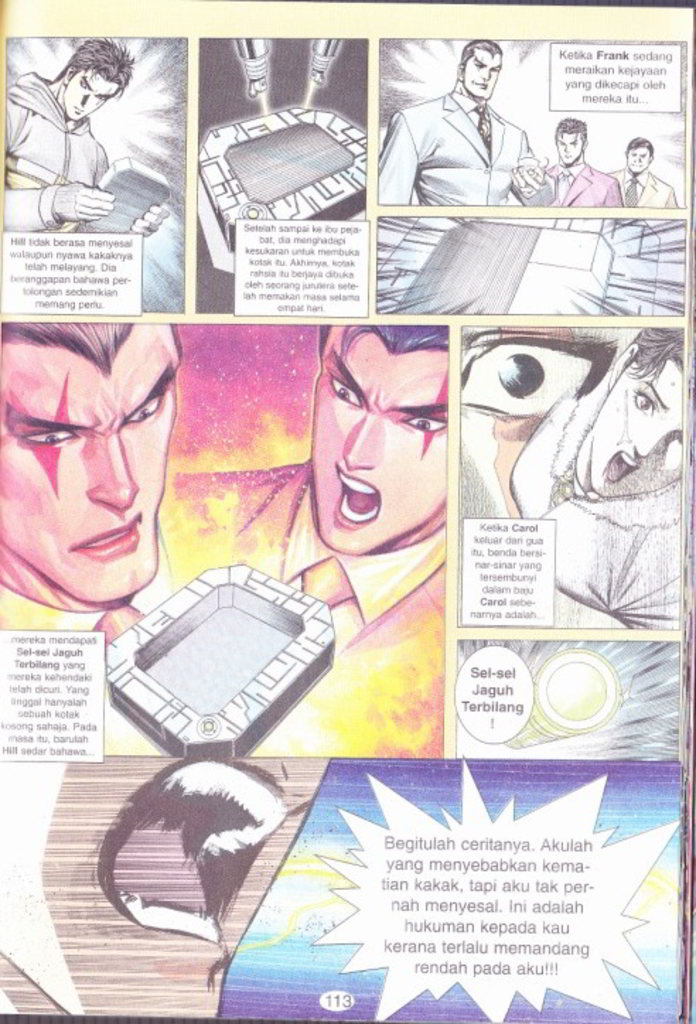 Hill tidak berasa menyesal
walaupun nyawa kakaknya
telah melayang. Dia
beranggapan bahawa per-
tolongan sedemikian
memang perlu.
Setelah sampai ke peja-
bat, dia menghadapi
kesukaran untuk membuka
kotak itu. Akhirnya, kotak
rahsia itu berjaya dibuka
oleh seorang jurutera sete-
lah memakan masa selama
empat hari.
Ketika Frank sedang
meraikan kejayaan
yang dikecapi oleh
mereka itu...
...mereka mendapati
Sel-sel Jaguh
Terbilang yang
mereka kehendaki
telah dicuri. Yang
tinggal hanyalah
sebuah kotak
kosong sahaja. Pada
masa itu, barulah
Hill sedar bahawa...
Ketika Carol
keluar dari gua
itu, benda bersi-
nar-sinar yang
tersembunyi
dalam baju
Carol sebe-
narnya adalah...
Sel-sel
Jaguh
Terbilang
!
Begitulah ceritanya. Akulah
yang menyebabkan kema-
tian kakak, tapi aku tak per-
nah menyesal. Ini adalah
hukuman kepada kau
kerana terlalu memandang
rendah pada aku!!!
113